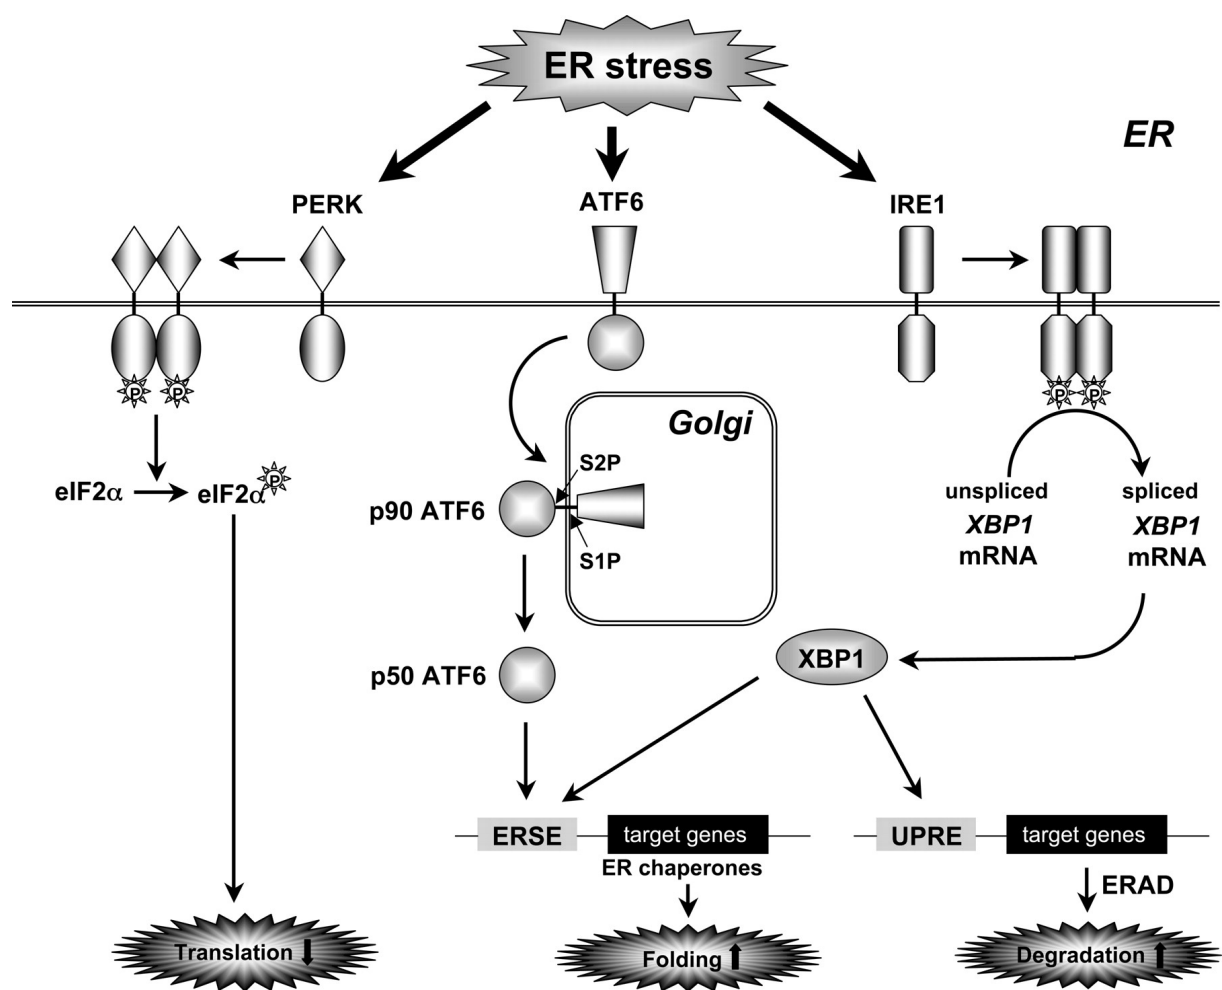 ER stress
ER
PERK
ATF6
IRE1
P P
P P
Golgi
S2P
eIF2α
eIF2α P
p90 ATF6
S1P
unspliced
XBP1
mRNA
spliced
XBP1
mRNA
p50 ATF6
XBP1
ERSE
target genes
UPRE
target genes
ER chaperones
ERAD
Translation
Folding
Degradation